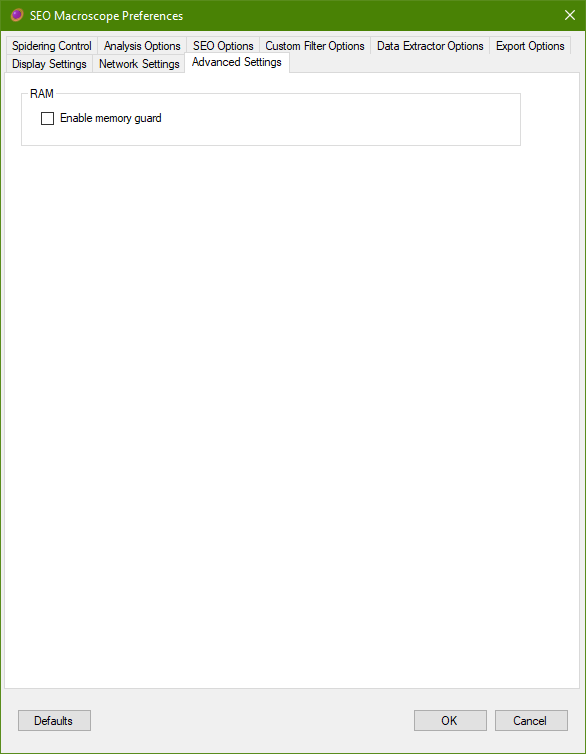 SEO Macroscope Preferences
Spidering Control Analysis Options SEO Options Custom Filter Options Data Extractor Options Export Options
Display Settings Network Settings Advanced Settings
RAM
Enable memory guard
Defaults OK Cancel